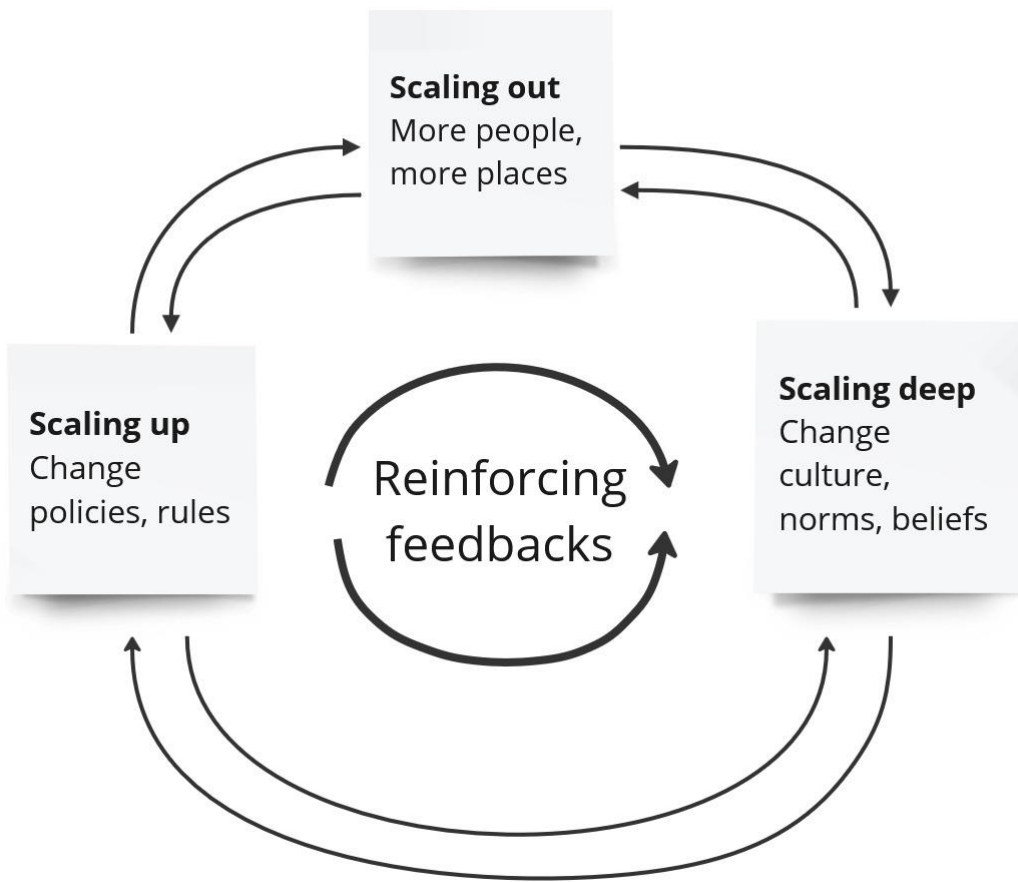 Scaling out
More people,
more places
Scaling up
Change
policies, rules
Reinforcing
feedbacks
Scaling deep
Change
culture,
norms, beliefs